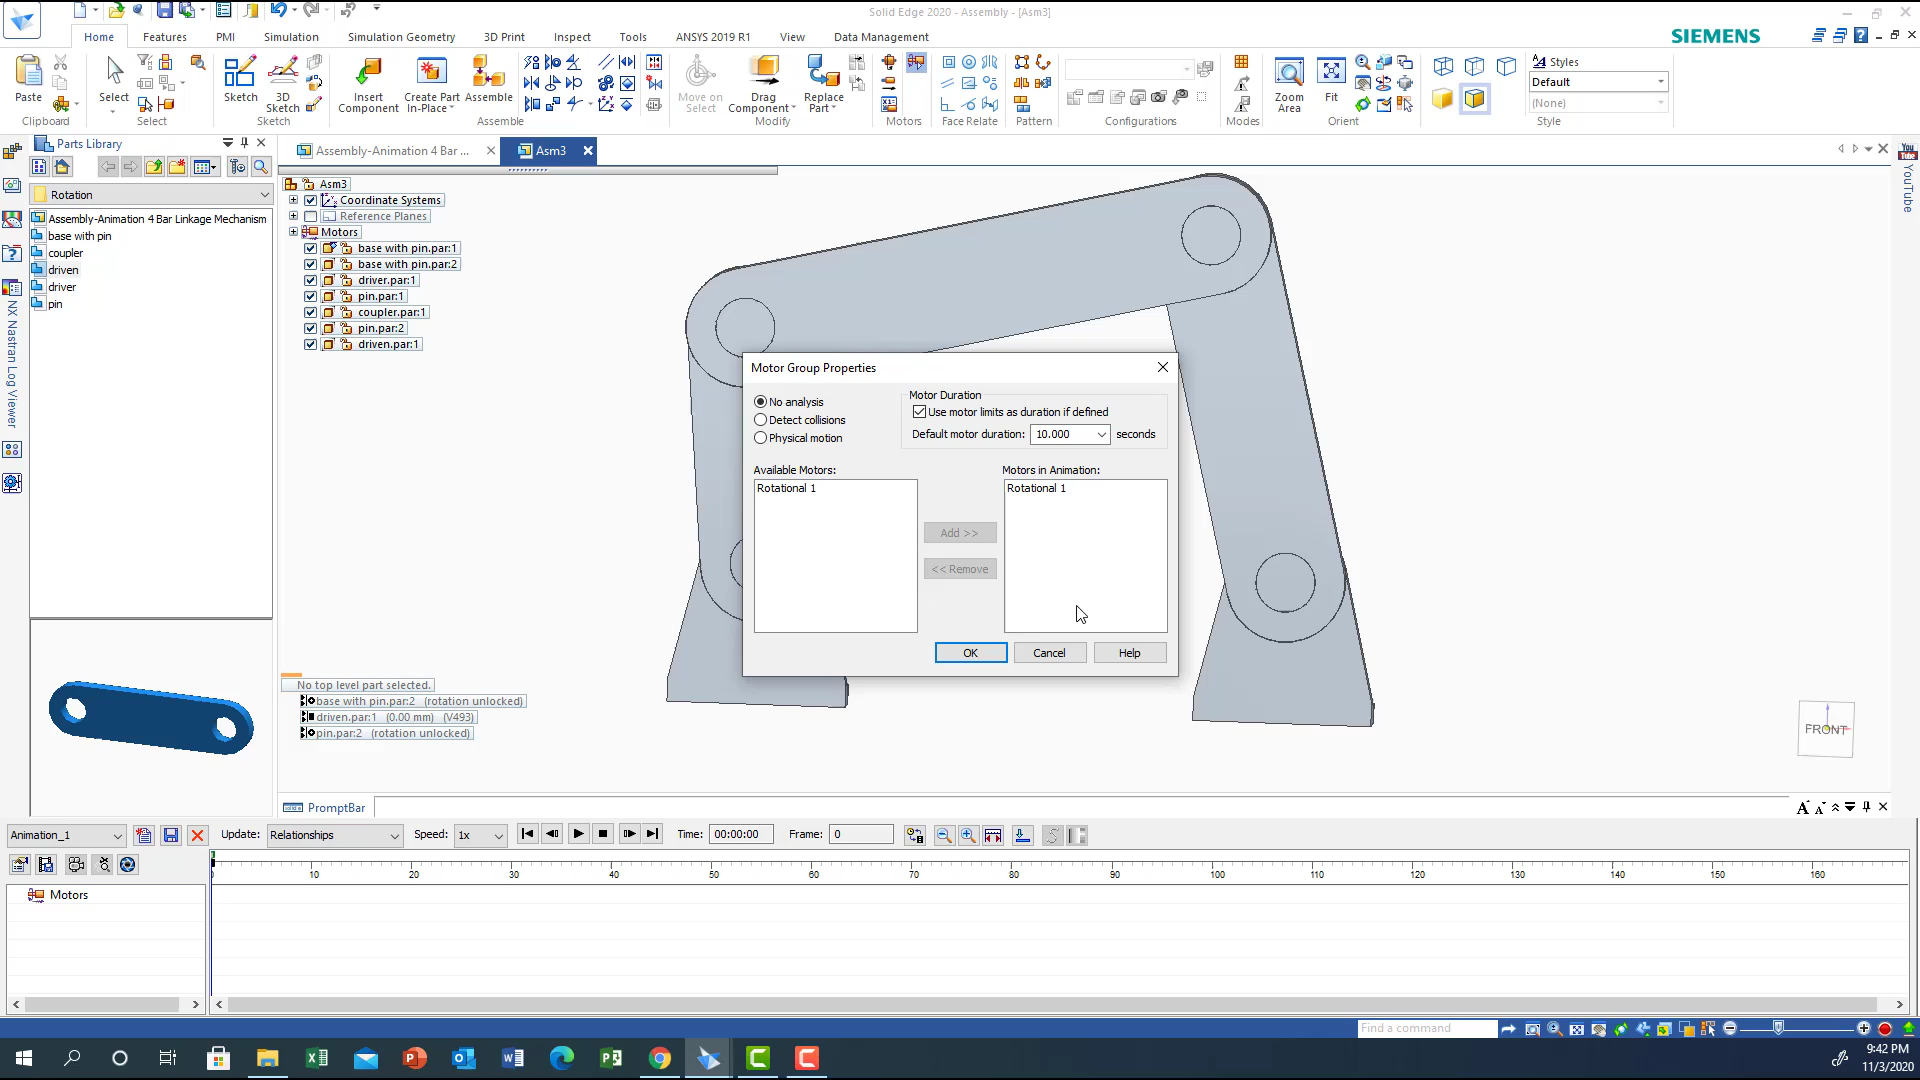 Solid Edge 2020 - Assembly - [Asm3]
Home Features PMI Simulation Simulation Geometry 3D Print Inspect Tools ANSYS 2019 R1 View Data Management
SIEMENS
Paste
Clipboard
Select
Select
Sketch
3D Sketch
Sketch
Insert Component
Create Part In-Place
Assemble
Assemble
Move on Select
Drag Component
Replace Part
Modify
Motors
Face Relate
Pattern
Configurations
Modes
Zoom Area
Fit
Orient
Styles
Default
(None)
Style
Parts Library
Rotation
Assembly-Animation 4 Bar Linkage Mechanism
base with pin
coupler
driven
driver
pin
NX Nastran Log Viewer
Assembly-Animation 4 Bar ...
Asm3
YouTube
Asm3
Coordinate Systems
Reference Planes
Motors
base with pin.par:1
base with pin.par:2
driver.par:1
pin.par:1
coupler.par:1
pin.par:2
driven.par:1
Motor Group Properties
No analysis
Detect collisions
Physical motion
Motor Duration
Use motor limits as duration if defined
Default motor duration: 10.000 seconds
Available Motors:
Rotational 1
Add >>
<< Remove
Motors in Animation:
Rotational 1
OK Cancel Help
No top level part selected.
base with pin.par:2 (rotation unlocked)
driven.par:1 (0.00 mm) (V493)
pin.par:2 (rotation unlocked)
FRONT
PromptBar
Animation_1
Update: Relationships
Speed: 1x
Time: 00:00:00
Frame: 0
10 20 30 40 50 60 70 80 90 100 110 120 130 140 150 160
Motors
Find a command
9:42 PM
11/3/2020